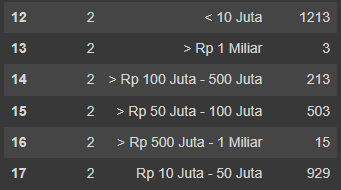 12 2 < 10 Juta 1213
13 2 > Rp 1 Miliar 3
14 2 > Rp 100 Juta - 500 Juta 213
15 2 > Rp 50 Juta - 100 Juta 503
16 2 > Rp 500 Juta - 1 Miliar 15
17 2 Rp 10 Juta - 50 Juta 929